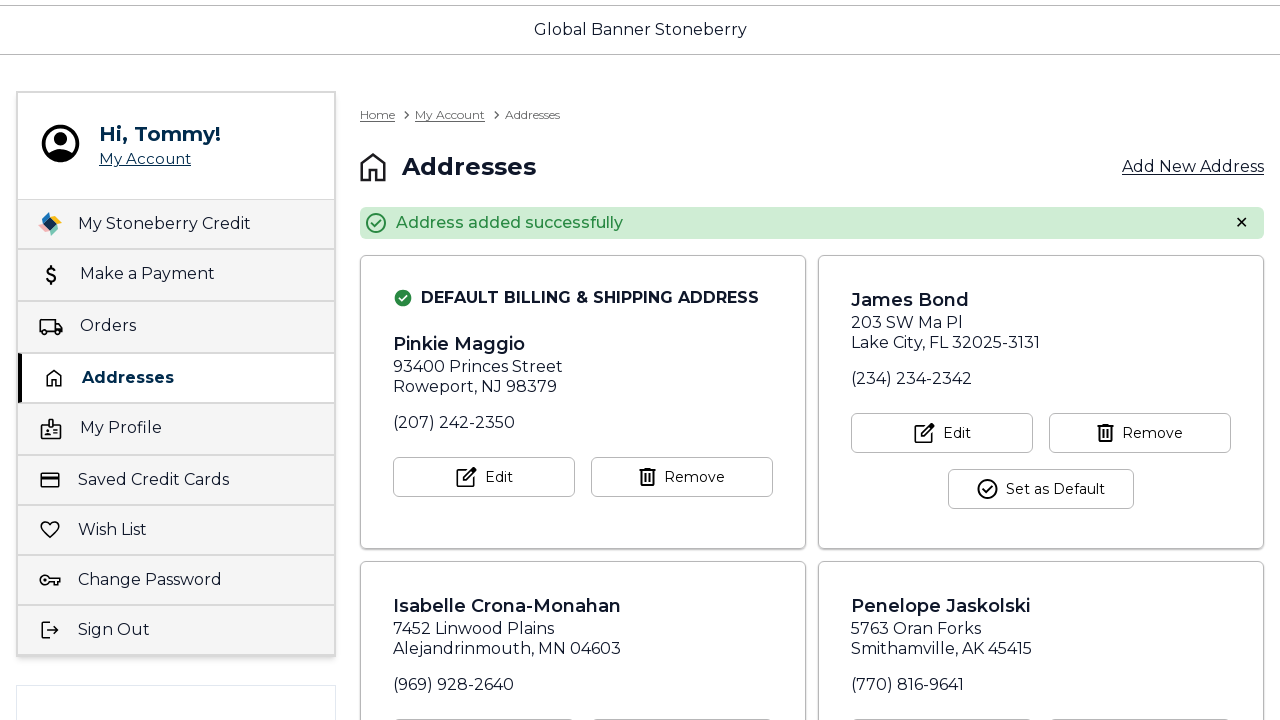 Global Banner Stoneberry
Hi, Tommy!
My Account
My Stoneberry Credit
Make a Payment
Orders
Addresses
My Profile
Saved Credit Cards
Wish List
Change Password
Sign Out
Home > My Account > Addresses
Addresses
Add New Address
Address added successfully
DEFAULT BILLING & SHIPPING ADDRESS
Pinkie Maggio
93400 Princes Street
Roweport, NJ 98379
(207) 242-2350
Edit
Remove
James Bond
203 SW Ma Pl
Lake City, FL 32025-3131
(234) 234-2342
Edit
Remove
Set as Default
Isabelle Crona-Monahan
7452 Linwood Plains
Alejandrinmouth, MN 04603
(969) 928-2640
Penelope Jaskolski
5763 Oran Forks
Smithamville, AK 45415
(770) 816-9641